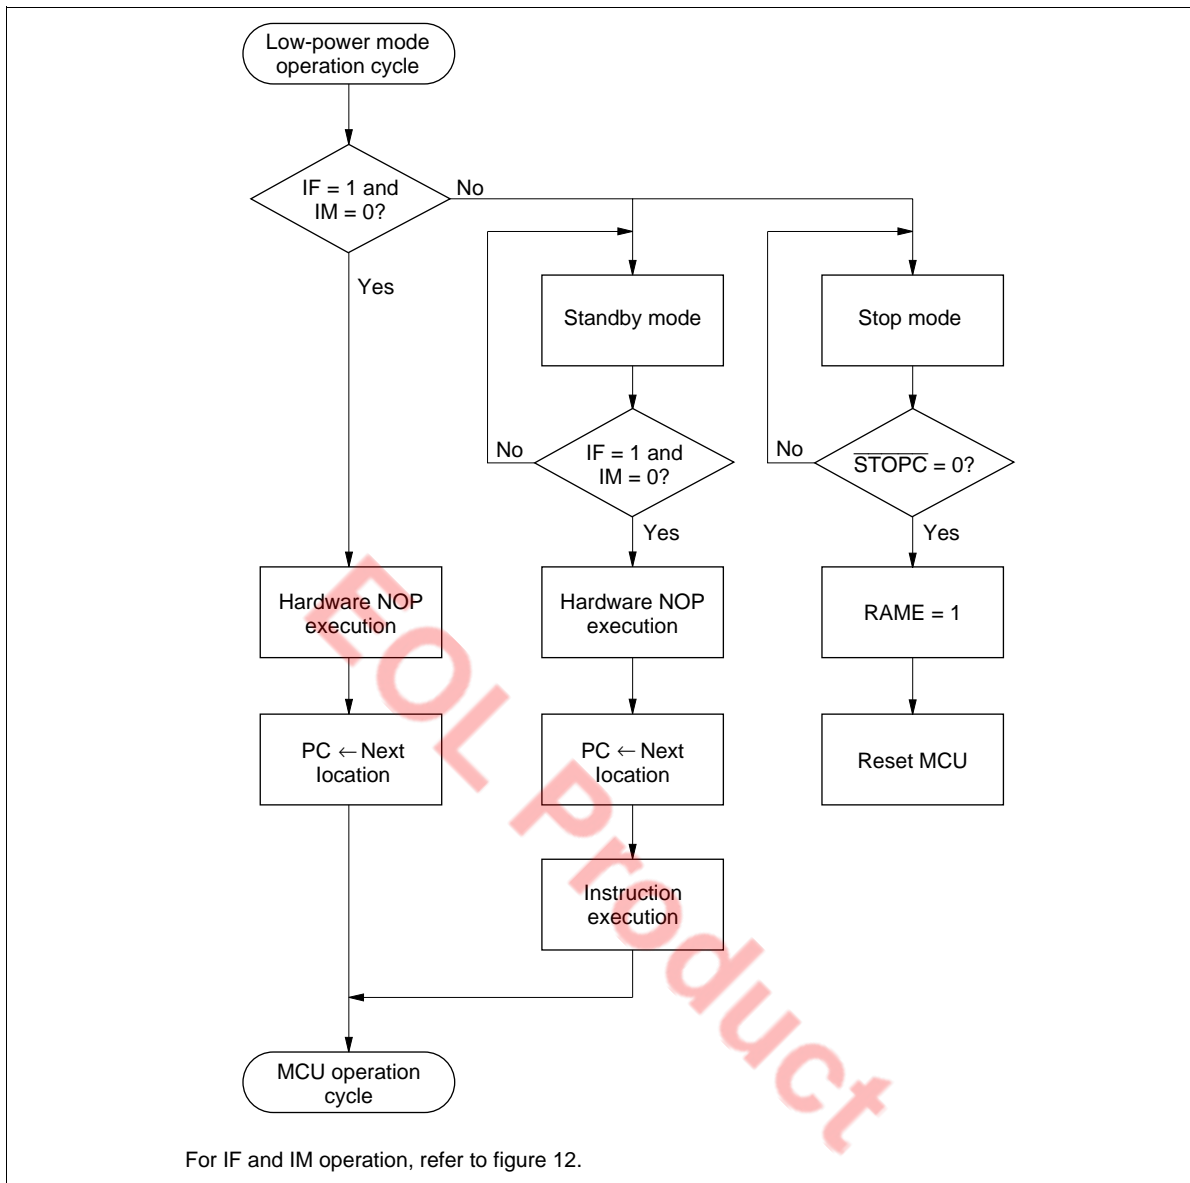 Low-power mode
operation cycle
IF = 1 and
IM = 0?
No
Yes
Standby mode
Stop mode
No
IF = 1 and
IM = 0?
Yes
No
STOPC = 0?
Yes
Hardware NOP
execution
Hardware NOP
execution
RAME = 1
PC ← Next
location
PC ← Next
location
Reset MCU
Instruction
execution
MCU operation
cycle
For IF and IM operation, refer to figure 12.
EOL Product